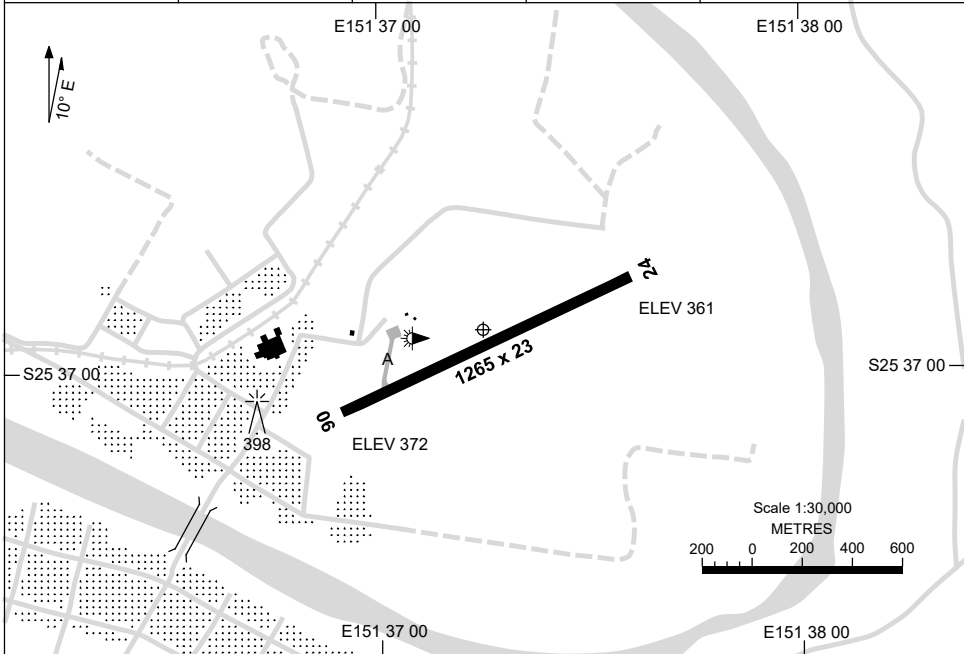 E151 37 00
E151 38 00
10° E
24
ELEV 361
A
1265 x 23
S25 37 00
S25 37 00
06
398
ELEV 372
Scale 1:30,000
METRES
200 0 200 400 600
E151 37 00
E151 38 00